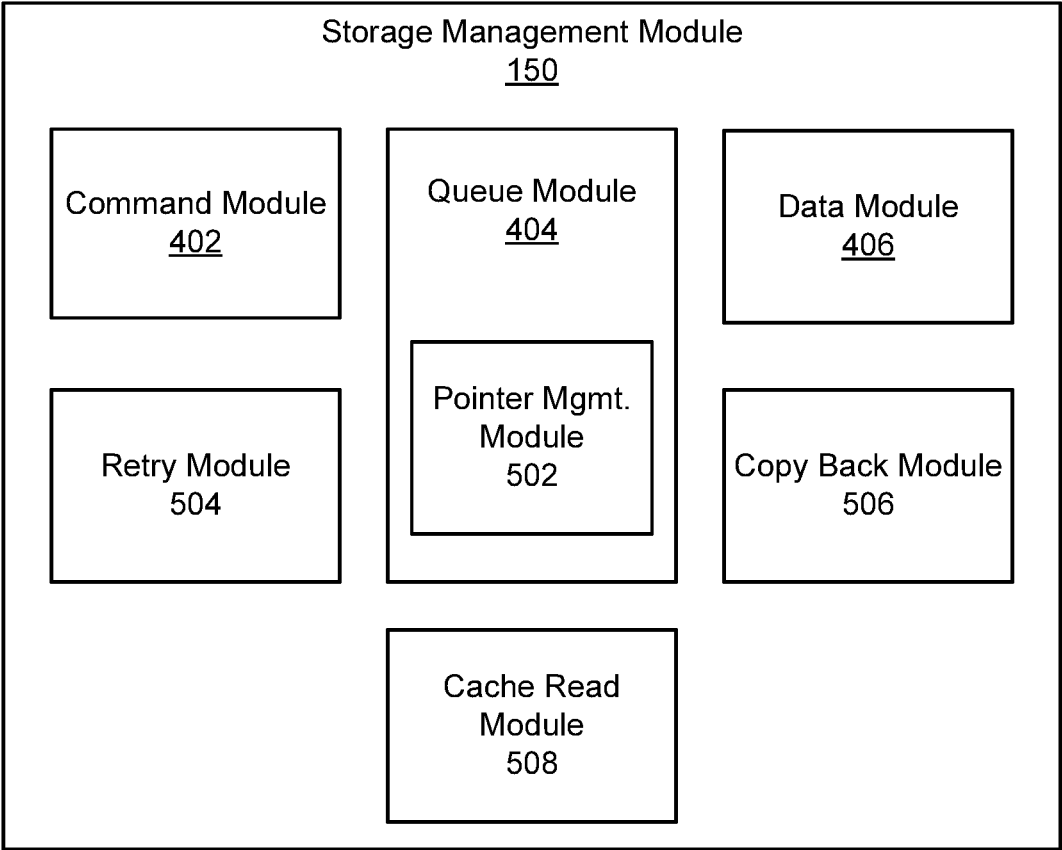 Storage Management Module
150
Command Module
402
Queue Module
404
Data Module
406
Pointer Mgmt.
Module
502
Retry Module
504
Copy Back Module
506
Cache Read
Module
508